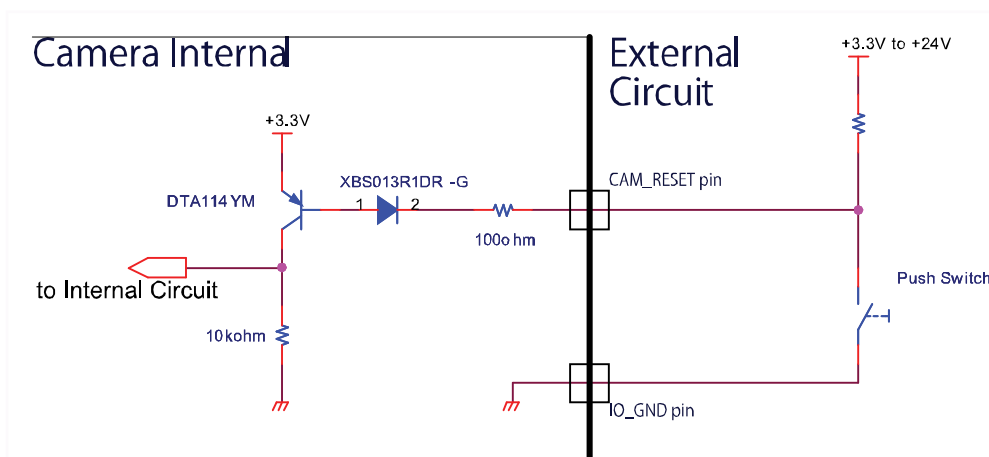 Camera Internal
External
Circuit
+3.3V to +24V
+3.3V
XBS013R1DR -G
CAM_RESET pin
DTA114YM
1
2
100ohm
to Internal Circuit
Push Switch
10kohm
IO_GND pin